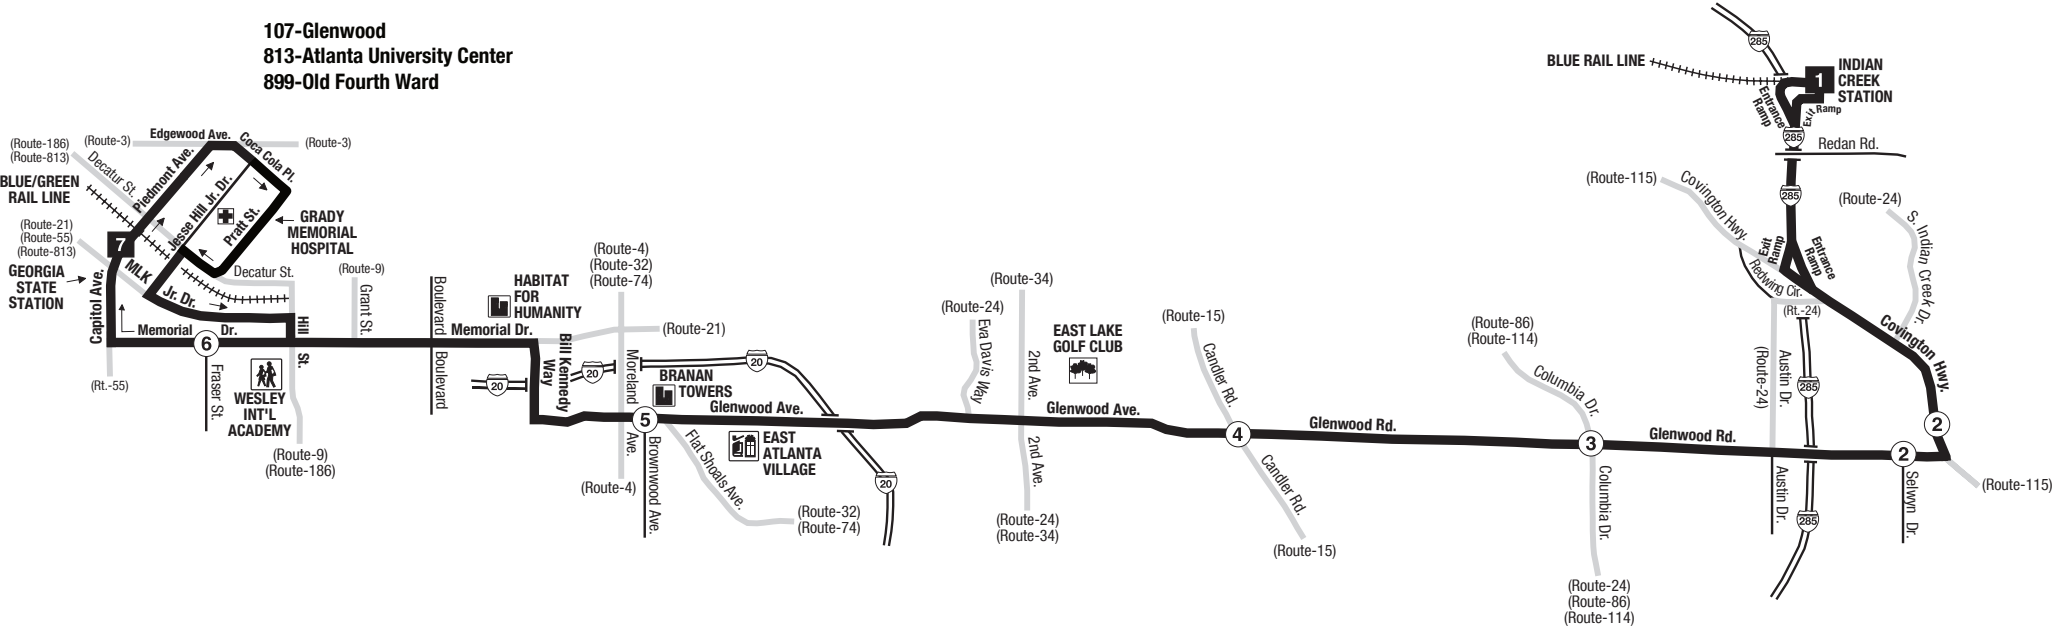 107-Glenwood
813-Atlanta University Center
899-Old Fourth Ward
(Route-186)
(Route-813)
(Route-3)
Edgewood Ave.
Coca Cola Pl.
(Route-3)
Decatur St.
Piedmont Ave.
BLUE/GREEN
RAIL LINE
Jesse Hill Jr. Dr.
Pratt St.
GRADY
MEMORIAL
HOSPITAL
(Route-21)
(Route-55)
(Route-813)
7
MLK
Jr. Dr.
Decatur St.
GEORGIA
STATE
STATION
Capitol Ave.
Memorial Dr.
6
(Rt.-55)
Fraser St.
WESLEY
INT'L
ACADEMY
Hill
St.
(Route-9)
(Route-186)
(Route-9)
Grant St.
Boulevard
Boulevard
Memorial Dr.
HABITAT
FOR
HUMANITY
Bill Kennedy
Way
20
20
(Route-4)
(Route-32)
(Route-74)
(Route-21)
Moreland
Ave.
(Route-4)
BRANAN
TOWERS
20
5
Glenwood Ave.
Brownwood Ave.
Flat Shoals Ave.
EAST
ATLANTA
VILLAGE
(Route-32)
(Route-74)
20
(Route-24)
Eva Davis Way
(Route-34)
2nd Ave.
2nd Ave.
(Route-24)
(Route-34)
EAST LAKE
GOLF CLUB
Glenwood Ave.
(Route-15)
Candler Rd.
4
Candler Rd.
(Route-15)
Glenwood Rd.
(Route-86)
(Route-114)
Columbia Dr.
3
Columbia Dr.
(Route-24)
(Route-86)
(Route-114)
Glenwood Rd.
285
BLUE RAIL LINE
1
INDIAN
CREEK
STATION
Entrance
Ramp
Exit Ramp
285
Redan Rd.
(Route-115)
Covington Hwy.
285
(Route-24)
S. Indian Creek Dr.
Exit
Ramp
Entrance
Ramp
Redwing Cir.
(Rt.-24)
Covington Hwy.
Austin Dr.
(Route-24)
285
2
2
Austin Dr.
285
Selwyn Dr.
(Route-115)